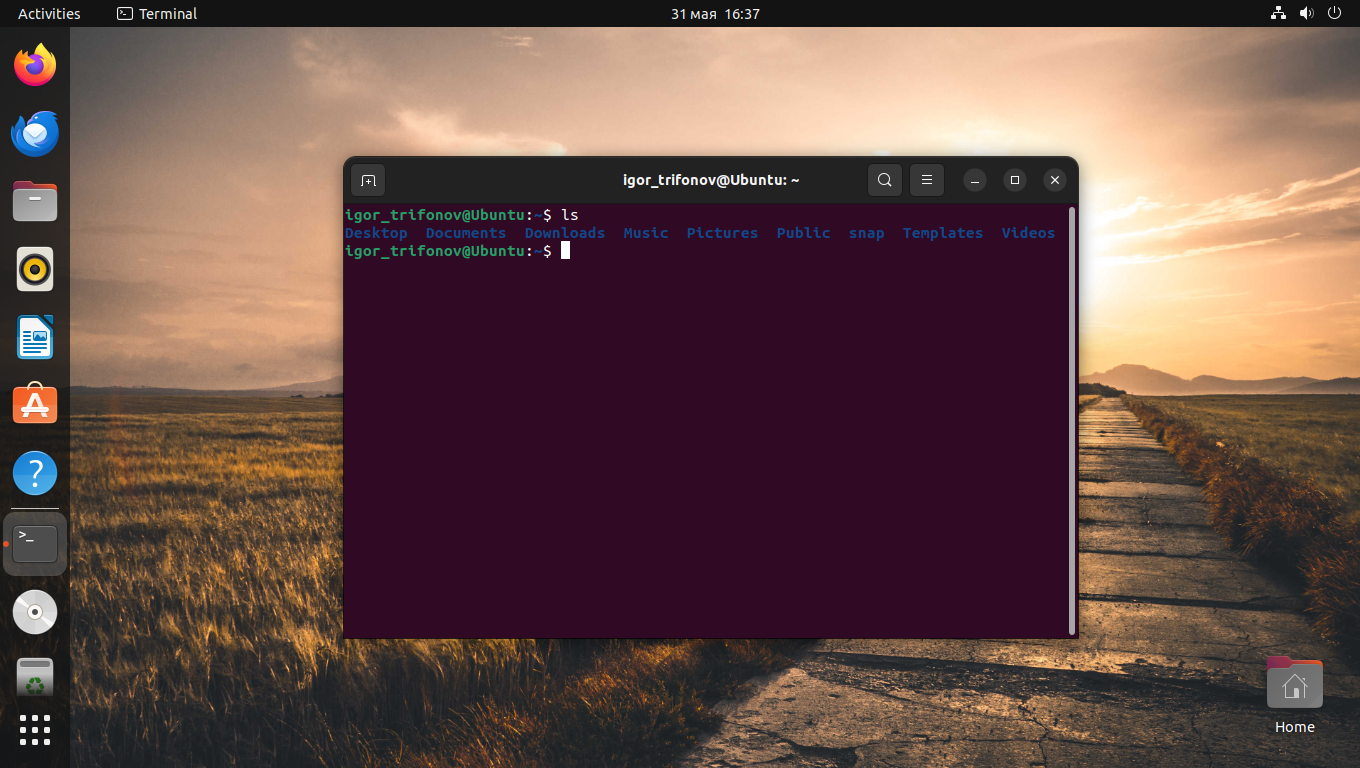 Activities Terminal 31 мая 16:37
igor_trifonov@Ubuntu: ~
igor_trifonov@Ubuntu:~$ ls
Desktop Documents Downloads Music Pictures Public snap Templates Videos
igor_trifonov@Ubuntu:~$
Home